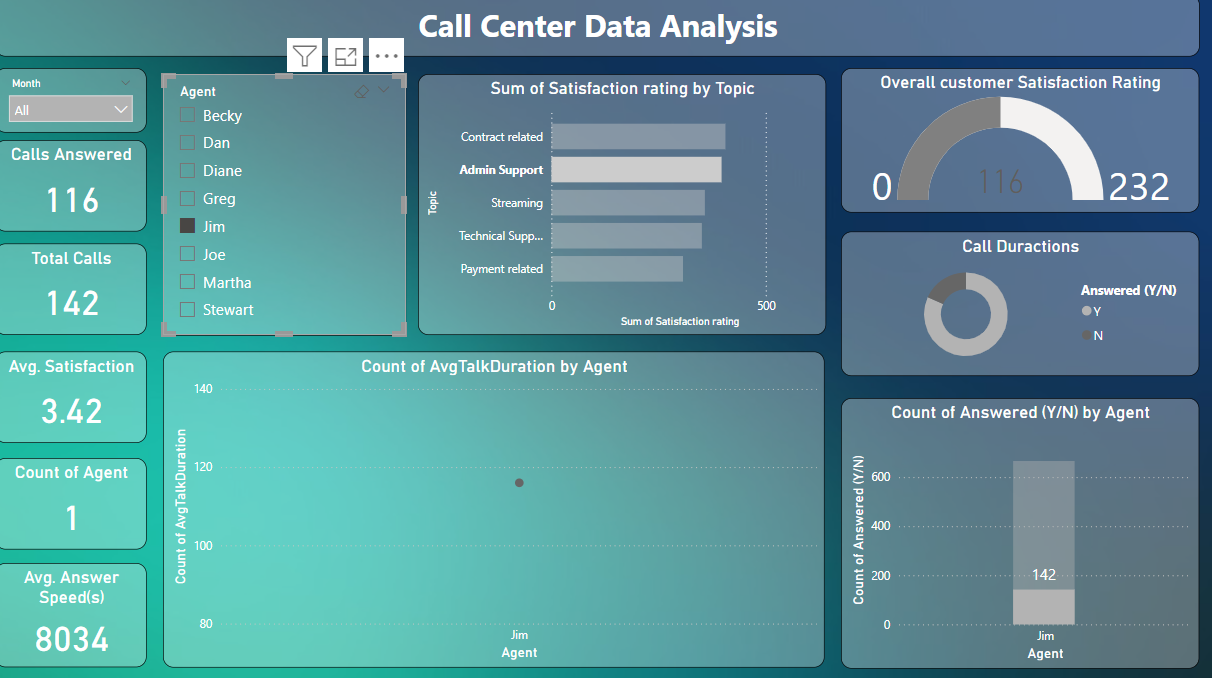 Call Center Data Analysis
Month
All
Calls Answered
116
Total Calls
142
Avg. Satisfaction
3.42
Count of Agent
1
Avg. Answer
Speed(s)
8034
Agent
Becky
Dan
Diane
Greg
Jim
Joe
Martha
Stewart
Sum of Satisfaction rating by Topic
Topic
Contract related
Admin Support
Streaming
Technical Supp...
Payment related
0
500
Sum of Satisfaction rating
Overall customer Satisfaction Rating
0
116
232
Call Duractions
Answered (Y/N)
Y
N
Count of AvgTalkDuration by Agent
Count of AvgTalkDuration
140
120
100
80
Jim
Agent
Count of Answered (Y/N) by Agent
Count of Answered (Y/N)
600
400
200
0
142
Jim
Agent